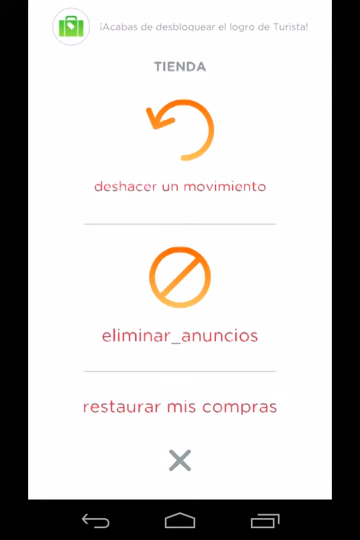 ¡Acabas de desbloquear el logro de Turista!
TIENDA
deshacer un movimiento
eliminar_anuncios
restaurar mis compras